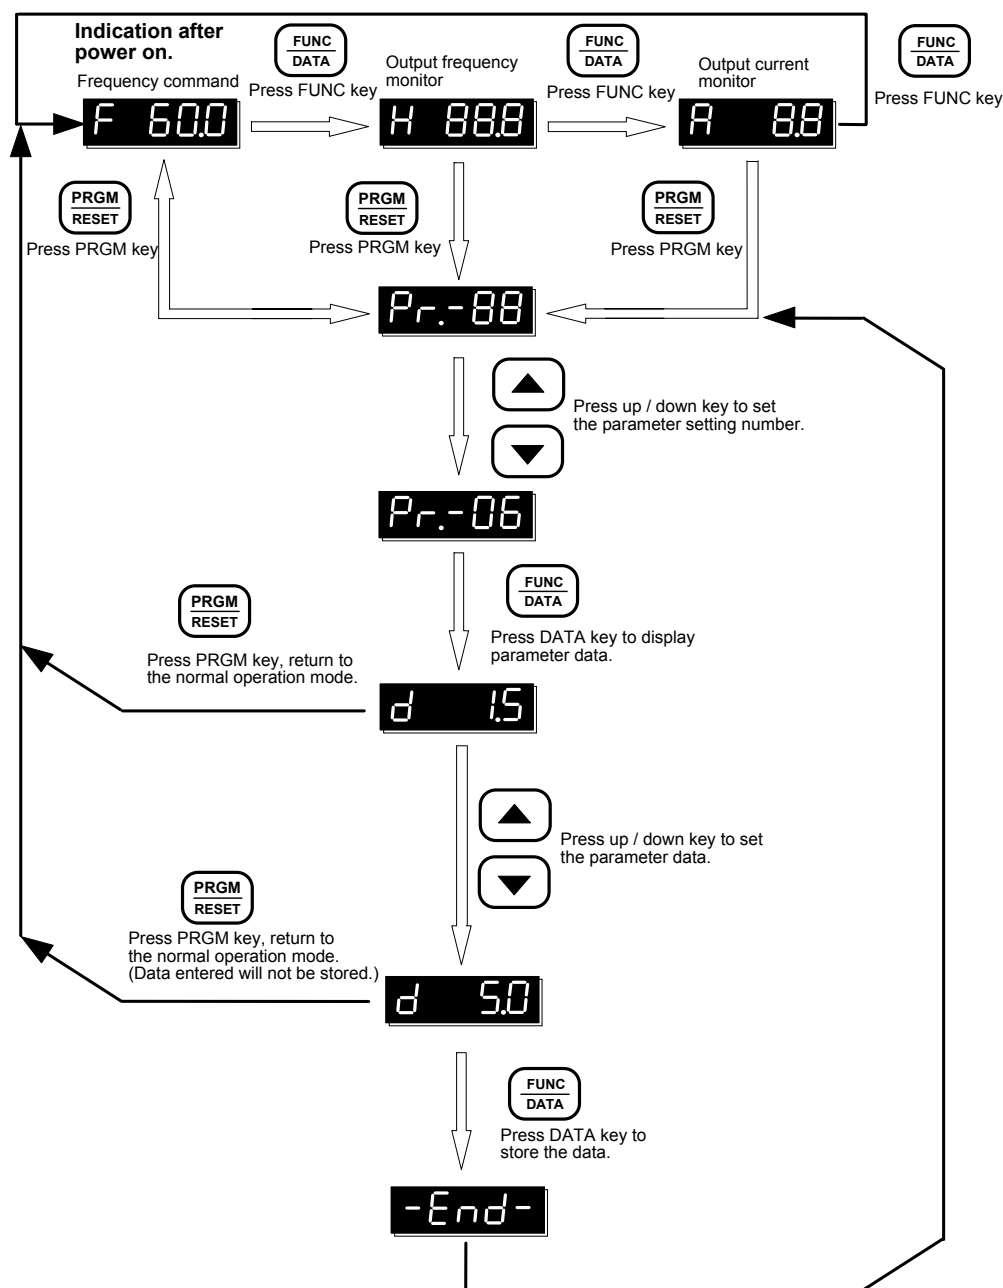 Indication after
power on.
Frequency command
FUNC
DATA
Press FUNC key
Output frequency
monitor
FUNC
DATA
Press FUNC key
Output current
monitor
FUNC
DATA
Press FUNC key
F 60.0
H 88.8
A 8.8
PRGM
RESET
Press PRGM key
PRGM
RESET
Press PRGM key
PRGM
RESET
Press PRGM key
Pr.-88
Press up / down key to set
the parameter setting number.
Pr.-06
FUNC
DATA
Press DATA key to display
parameter data.
PRGM
RESET
Press PRGM key, return to
the normal operation mode.
d 1.5
Press up / down key to set
the parameter data.
PRGM
RESET
Press PRGM key, return to
the normal operation mode.
(Data entered will not be stored.)
d 5.0
FUNC
DATA
Press DATA key to
store the data.
-End-